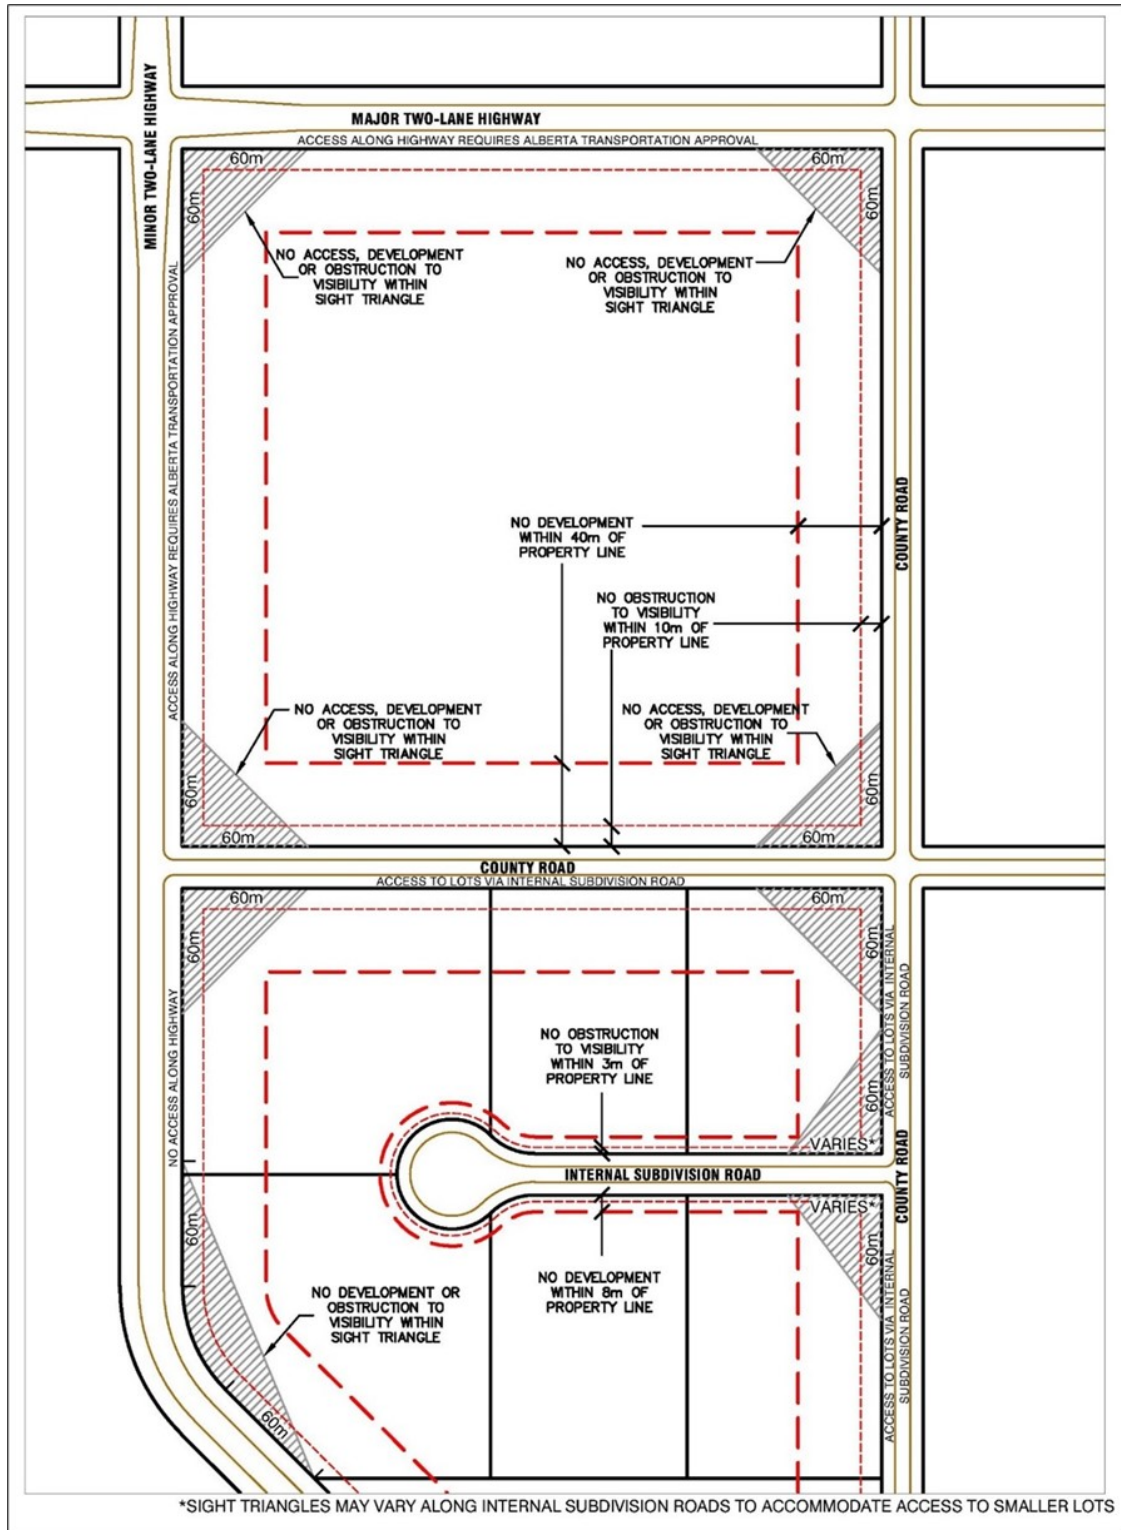 MINOR TWO-LANE HIGHWAY
MAJOR TWO-LANE HIGHWAY
ACCESS ALONG HIGHWAY REQUIRES ALBERTA TRANSPORTATION APPROVAL
60m
60m
60m
60m
NO ACCESS, DEVELOPMENT
OR OBSTRUCTION TO
VISIBILITY WITHIN
SIGHT TRIANGLE
NO ACCESS, DEVELOPMENT
OR OBSTRUCTION TO
VISIBILITY WITHIN
SIGHT TRIANGLE
ACCESS ALONG HIGHWAY REQUIRES ALBERTA TRANSPORTATION APPROVAL
NO DEVELOPMENT
WITHIN 40m OF
PROPERTY LINE
COUNTY ROAD
NO OBSTRUCTION
TO VISIBILITY
WITHIN 10m OF
PROPERTY LINE
NO ACCESS, DEVELOPMENT
OR OBSTRUCTION TO
VISIBILITY WITHIN
SIGHT TRIANGLE
NO ACCESS, DEVELOPMENT
OR OBSTRUCTION TO
VISIBILITY WITHIN
SIGHT TRIANGLE
60m
60m
60m
60m
COUNTY ROAD
ACCESS TO LOTS VIA INTERNAL SUBDIVISION ROAD
60m
60m
60m
60m
NO ACCESS ALONG HIGHWAY
ACCESS TO LOTS VIA INTERNAL
SUBDIVISION ROAD
NO OBSTRUCTION
TO VISIBILITY
WITHIN 3m OF
PROPERTY LINE
60m
VARIES*
INTERNAL SUBDIVISION ROAD
COUNTY ROAD
VARIES*
60m
60m
NO DEVELOPMENT
WITHIN 8m OF
PROPERTY LINE
NO DEVELOPMENT OR
OBSTRUCTION TO
VISIBILITY WITHIN
SIGHT TRIANGLE
ACCESS TO LOTS VIA INTERNAL
SUBDIVISION ROAD
60m
*SIGHT TRIANGLES MAY VARY ALONG INTERNAL SUBDIVISION ROADS TO ACCOMMODATE ACCESS TO SMALLER LOTS